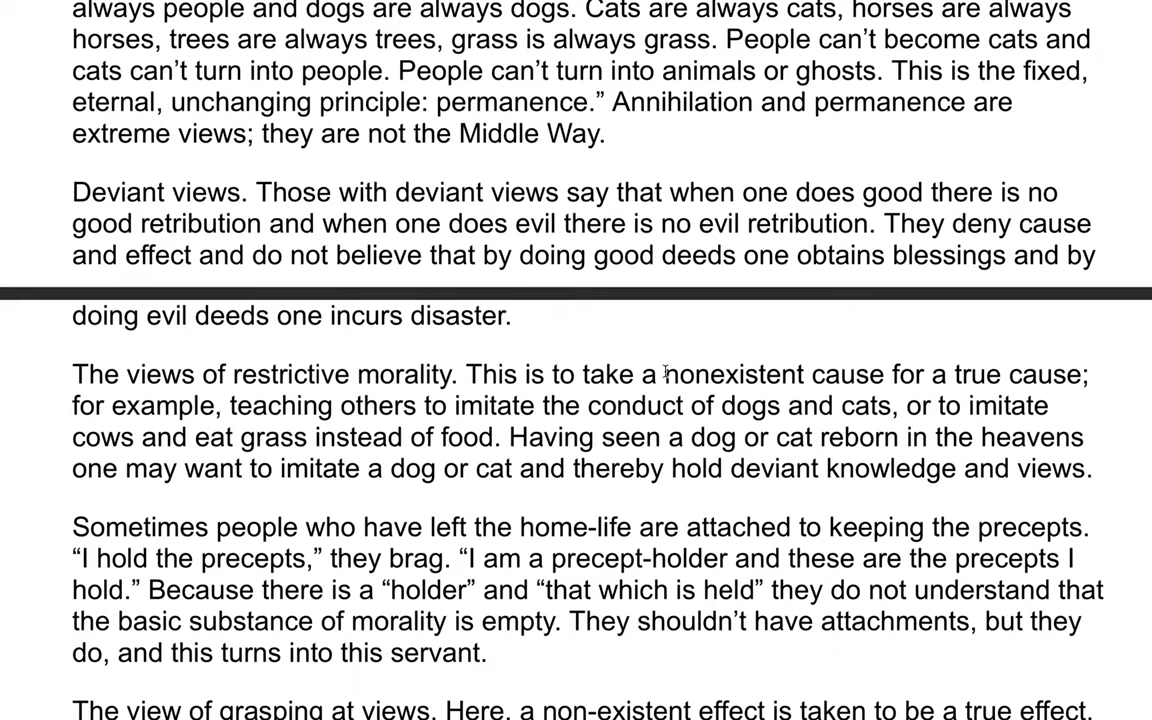 always people and dogs are always dogs. Cats are always cats, horses are always
horses, trees are always trees, grass is always grass. People can’t become cats and
cats can’t turn into people. People can’t turn into animals or ghosts. This is the fixed,
eternal, unchanging principle: permanence.” Annihilation and permanence are
extreme views; they are not the Middle Way.
Deviant views. Those with deviant views say that when one does good there is no
good retribution and when one does evil there is no evil retribution. They deny cause
and effect and do not believe that by doing good deeds one obtains blessings and by
doing evil deeds one incurs disaster.
The views of restrictive morality. This is to take a nonexistent cause for a true cause;
for example, teaching others to imitate the conduct of dogs and cats, or to imitate
cows and eat grass instead of food. Having seen a dog or cat reborn in the heavens
one may want to imitate a dog or cat and thereby hold deviant knowledge and views.
Sometimes people who have left the home-life are attached to keeping the precepts.
“I hold the precepts,” they brag. “I am a precept-holder and these are the precepts I
hold.” Because there is a “holder” and “that which is held” they do not understand that
the basic substance of morality is empty. They shouldn’t have attachments, but they
do, and this turns into this servant.
The view of grasping at views. Here, a non-existent effect is taken to be a true effect.